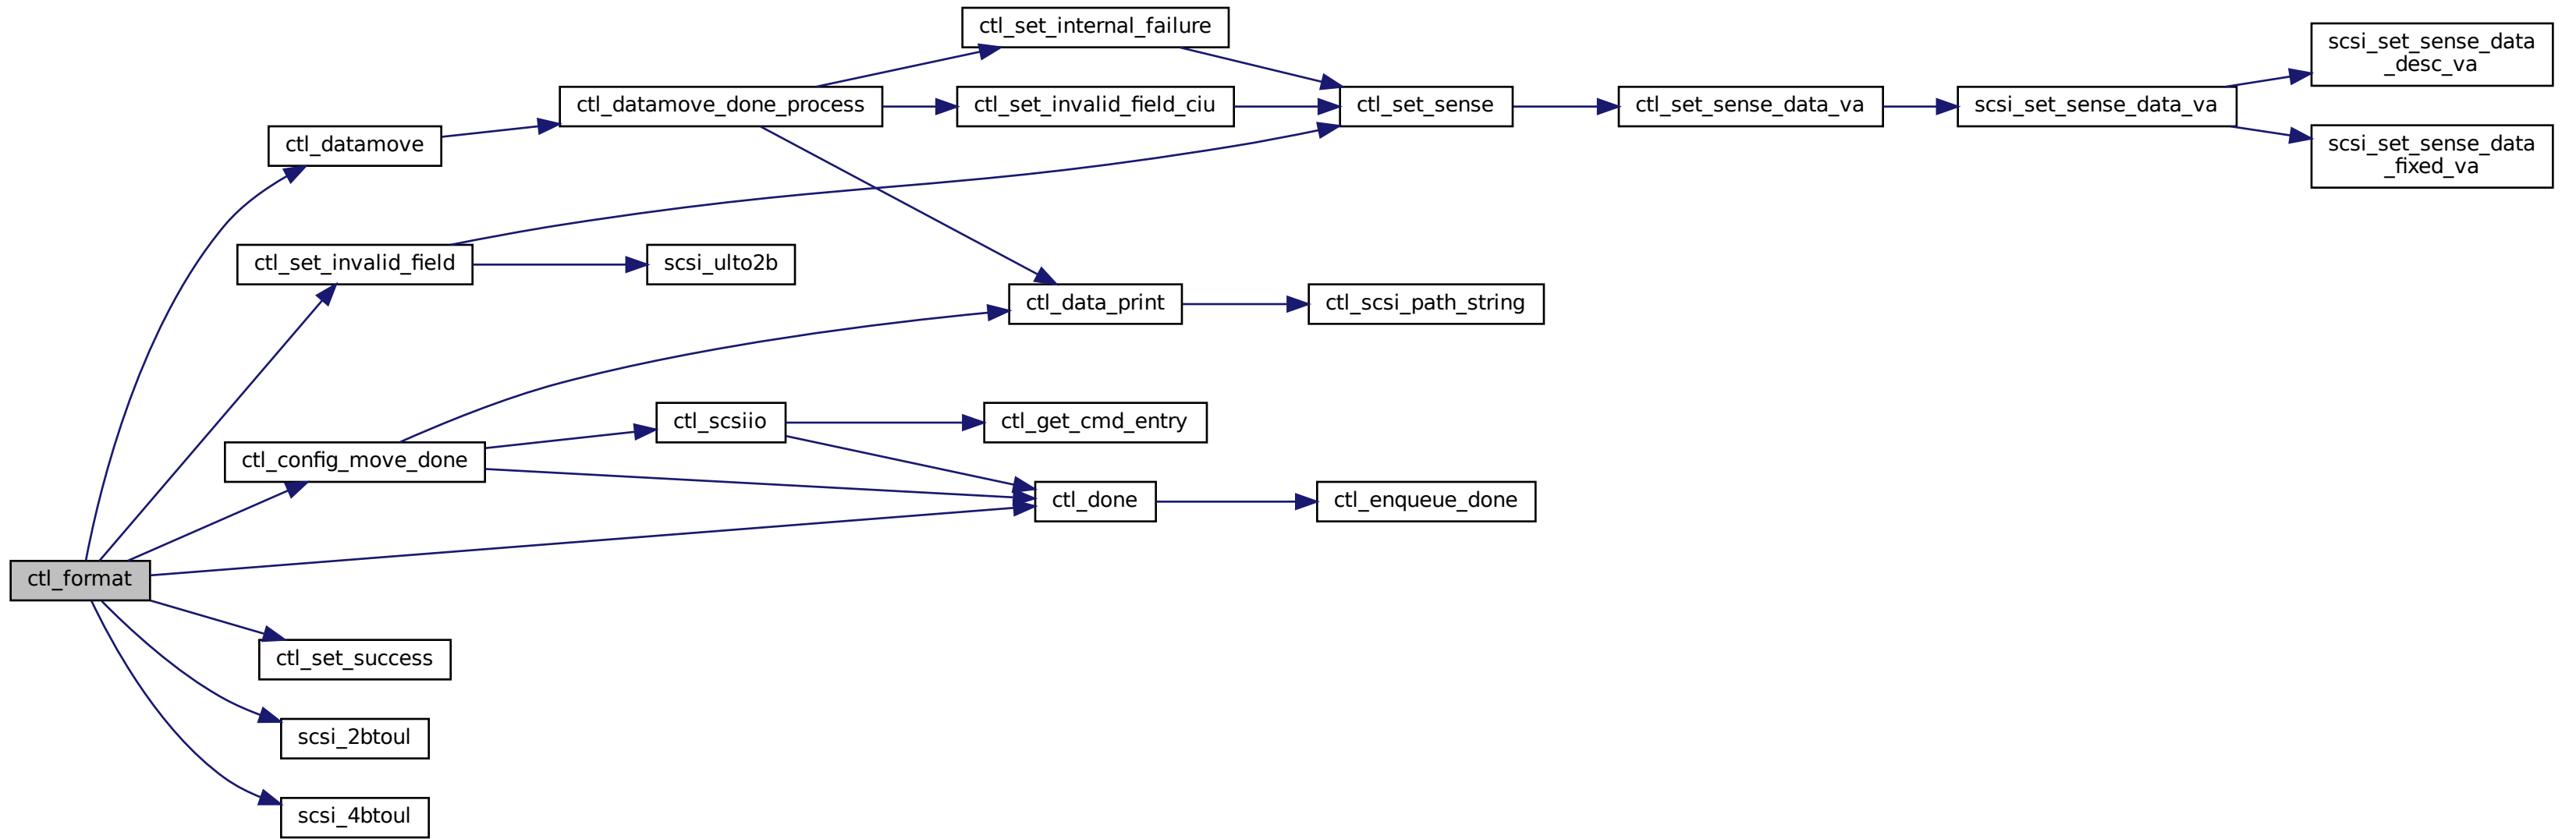 ctl_set_internal_failure
scsi_set_sense_data
_desc_va
ctl_datamove_done_process
ctl_set_invalid_field_ciu
ctl_set_sense
ctl_set_sense_data_va
scsi_set_sense_data_va
ctl_datamove
scsi_set_sense_data
_fixed_va
ctl_set_invalid_field
scsi_ulto2b
ctl_data_print
ctl_scsi_path_string
ctl_scsiio
ctl_get_cmd_entry
ctl_config_move_done
ctl_done
ctl_enqueue_done
ctl_format
ctl_set_success
scsi_2btoul
scsi_4btoul